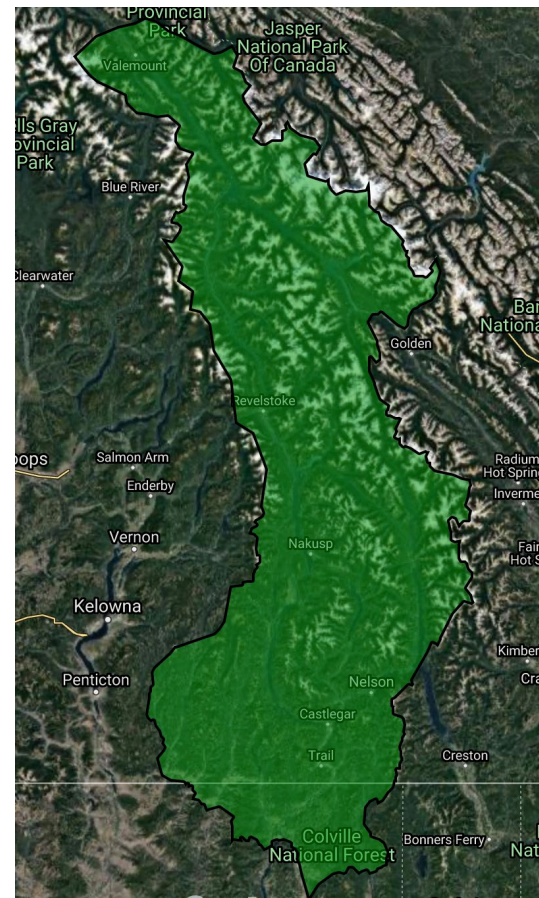 Provincial
Park
Jasper
National Park
Of Canada
Valemount
lls Gray
ovincial
Park
Blue River
Clearwater
Ba
Nationa
Golden
Revelstoke
oops
Salmon Arm
Radium
Hot Spring
Enderby
Inverme
Vernon
Nakusp
Fair
Hot S
Kelowna
Kimber
Penticton
Nelson
Cra
Castlegar
Trail
Creston
Colville
National Forest
Bonners Ferry
Nat